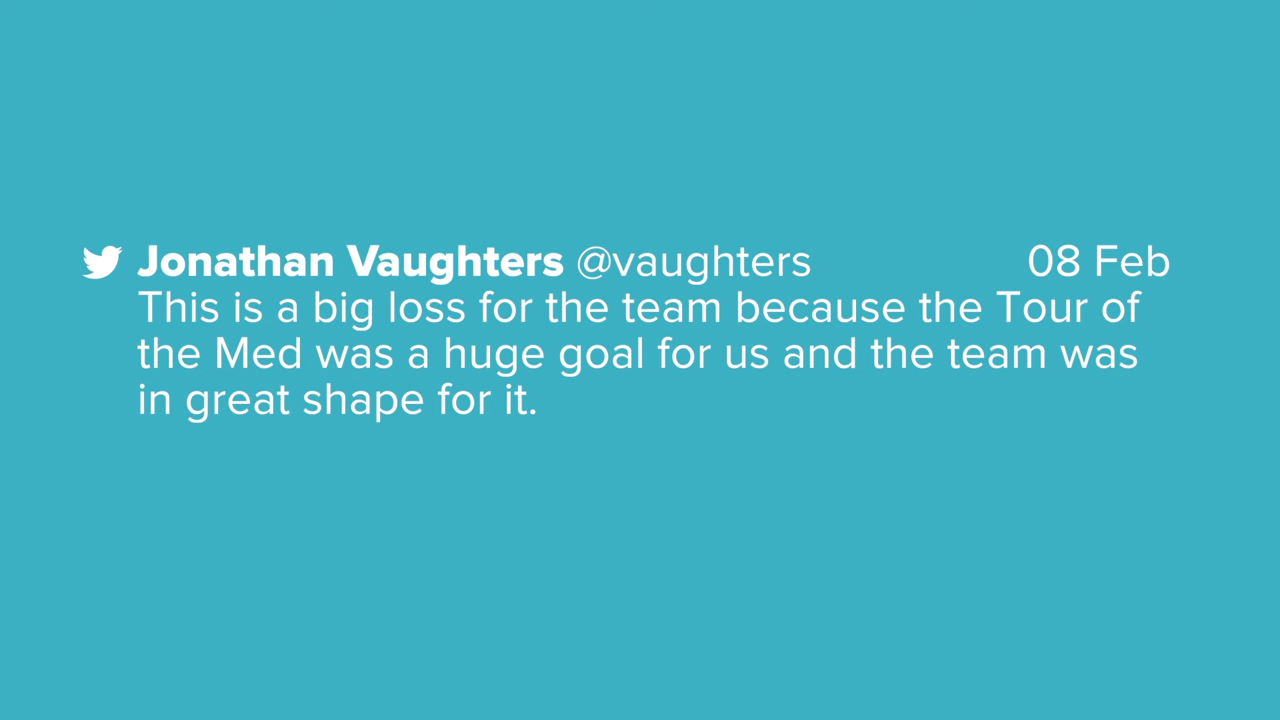 Jonathan Vaughters @vaughters 08 Feb
This is a big loss for the team because the Tour of
the Med was a huge goal for us and the team was
in great shape for it.